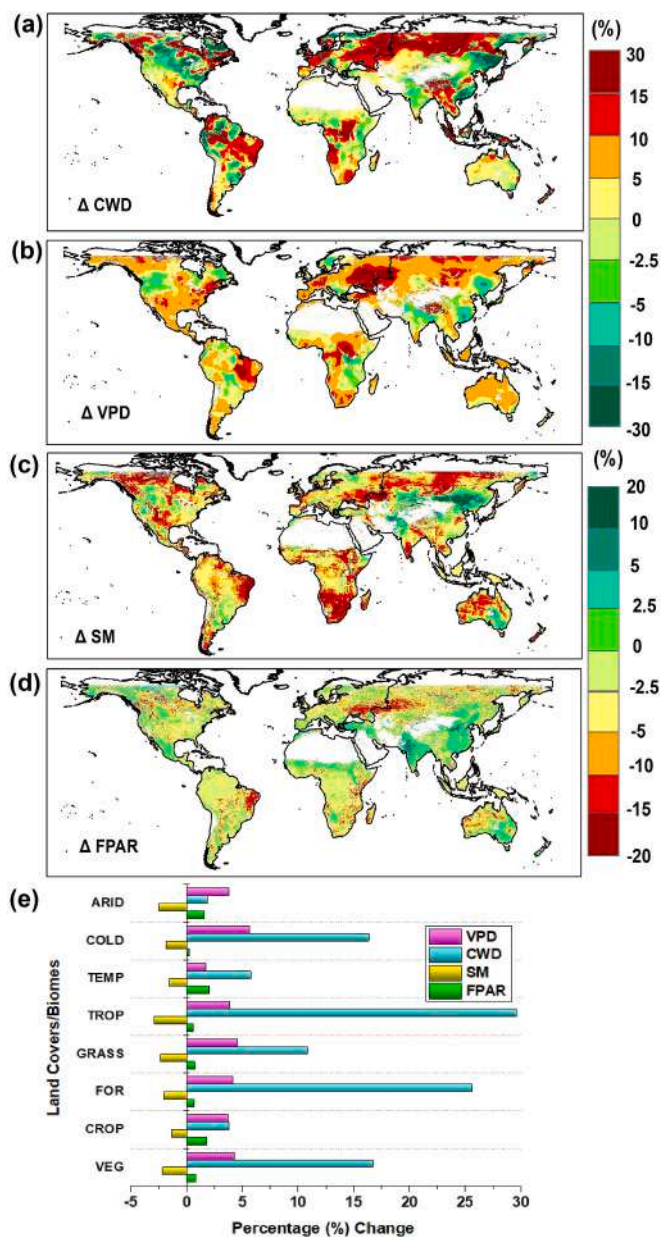 (a)
Δ CWD
(%)
30
15
10
5
0
-2.5
-5
-10
-15
-30
(b)
Δ VPD
(c)
Δ SM
(%)
20
10
5
2.5
0
-2.5
-5
-10
-15
-20
(d)
Δ FPAR
(e)
ARID
COLD
TEMP
TROP
GRASS
FOR
CROP
VEG
Land Covers/Biomes
VPD
CWD
SM
FPAR
-5 0 5 10 15 20 25 30
Percentage (%) Change